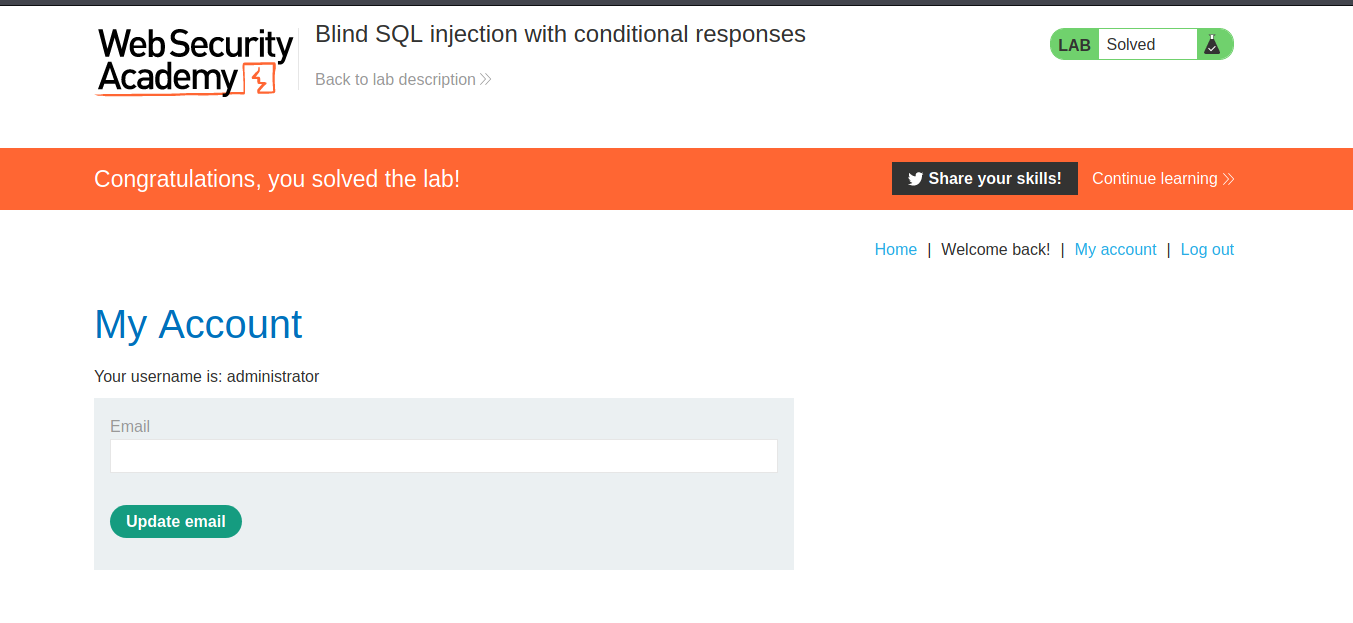 Web Security
Academy
Blind SQL injection with conditional responses
Back to lab description
LAB Solved
Congratulations, you solved the lab!
Share your skills! Continue learning
Home | Welcome back! | My account | Log out
My Account
Your username is: administrator
Email
Update email